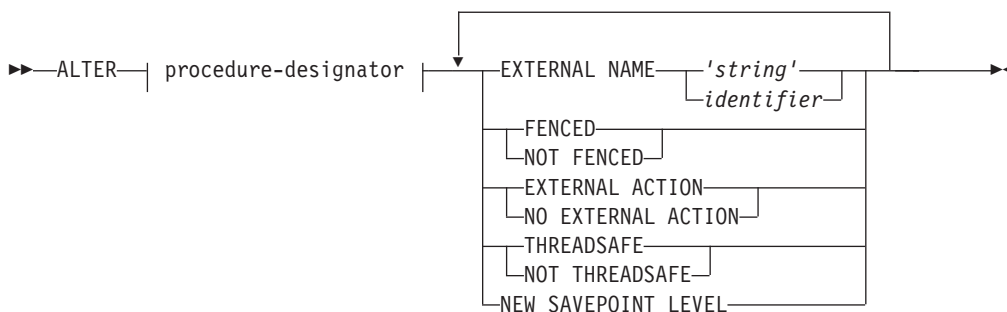 ALTER procedure-designator EXTERNAL NAME 'string'
identifier
FENCED
NOT FENCED
EXTERNAL ACTION
NO EXTERNAL ACTION
THREADSAFE
NOT THREADSAFE
NEW SAVEPOINT LEVEL